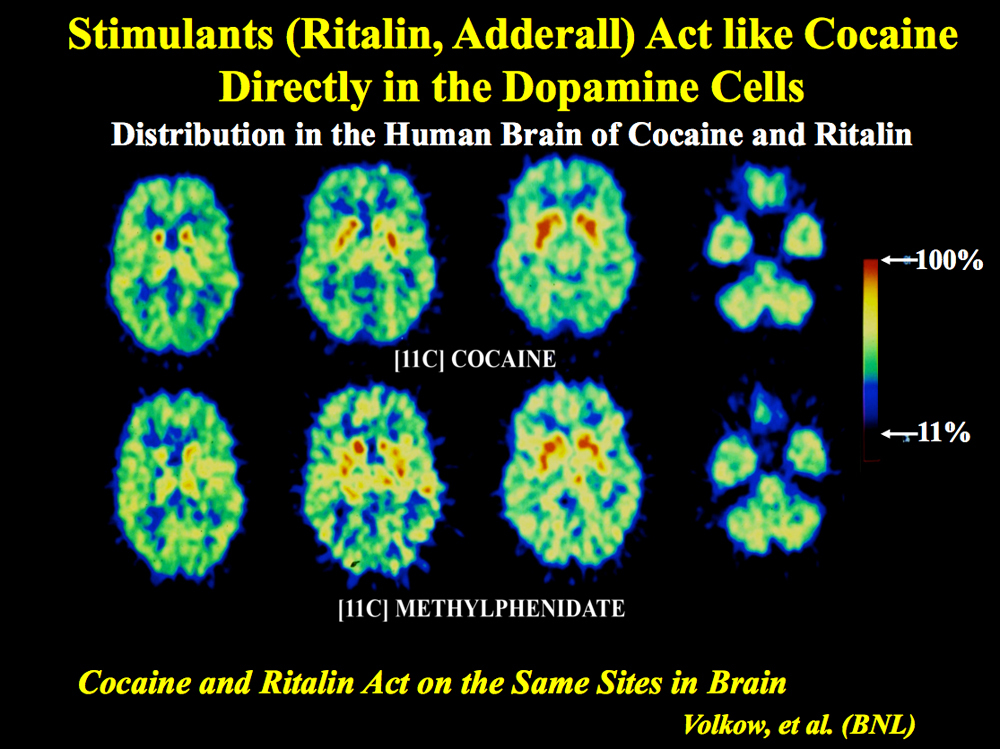 Stimulants (Ritalin, Adderall) Act like Cocaine
Directly in the Dopamine Cells
Distribution in the Human Brain of Cocaine and Ritalin
100%
[11C] COCAINE
11%
[11C] METHYLPHENIDATE
Cocaine and Ritalin Act on the Same Sites in Brain
Volkow, et al. (BNL)